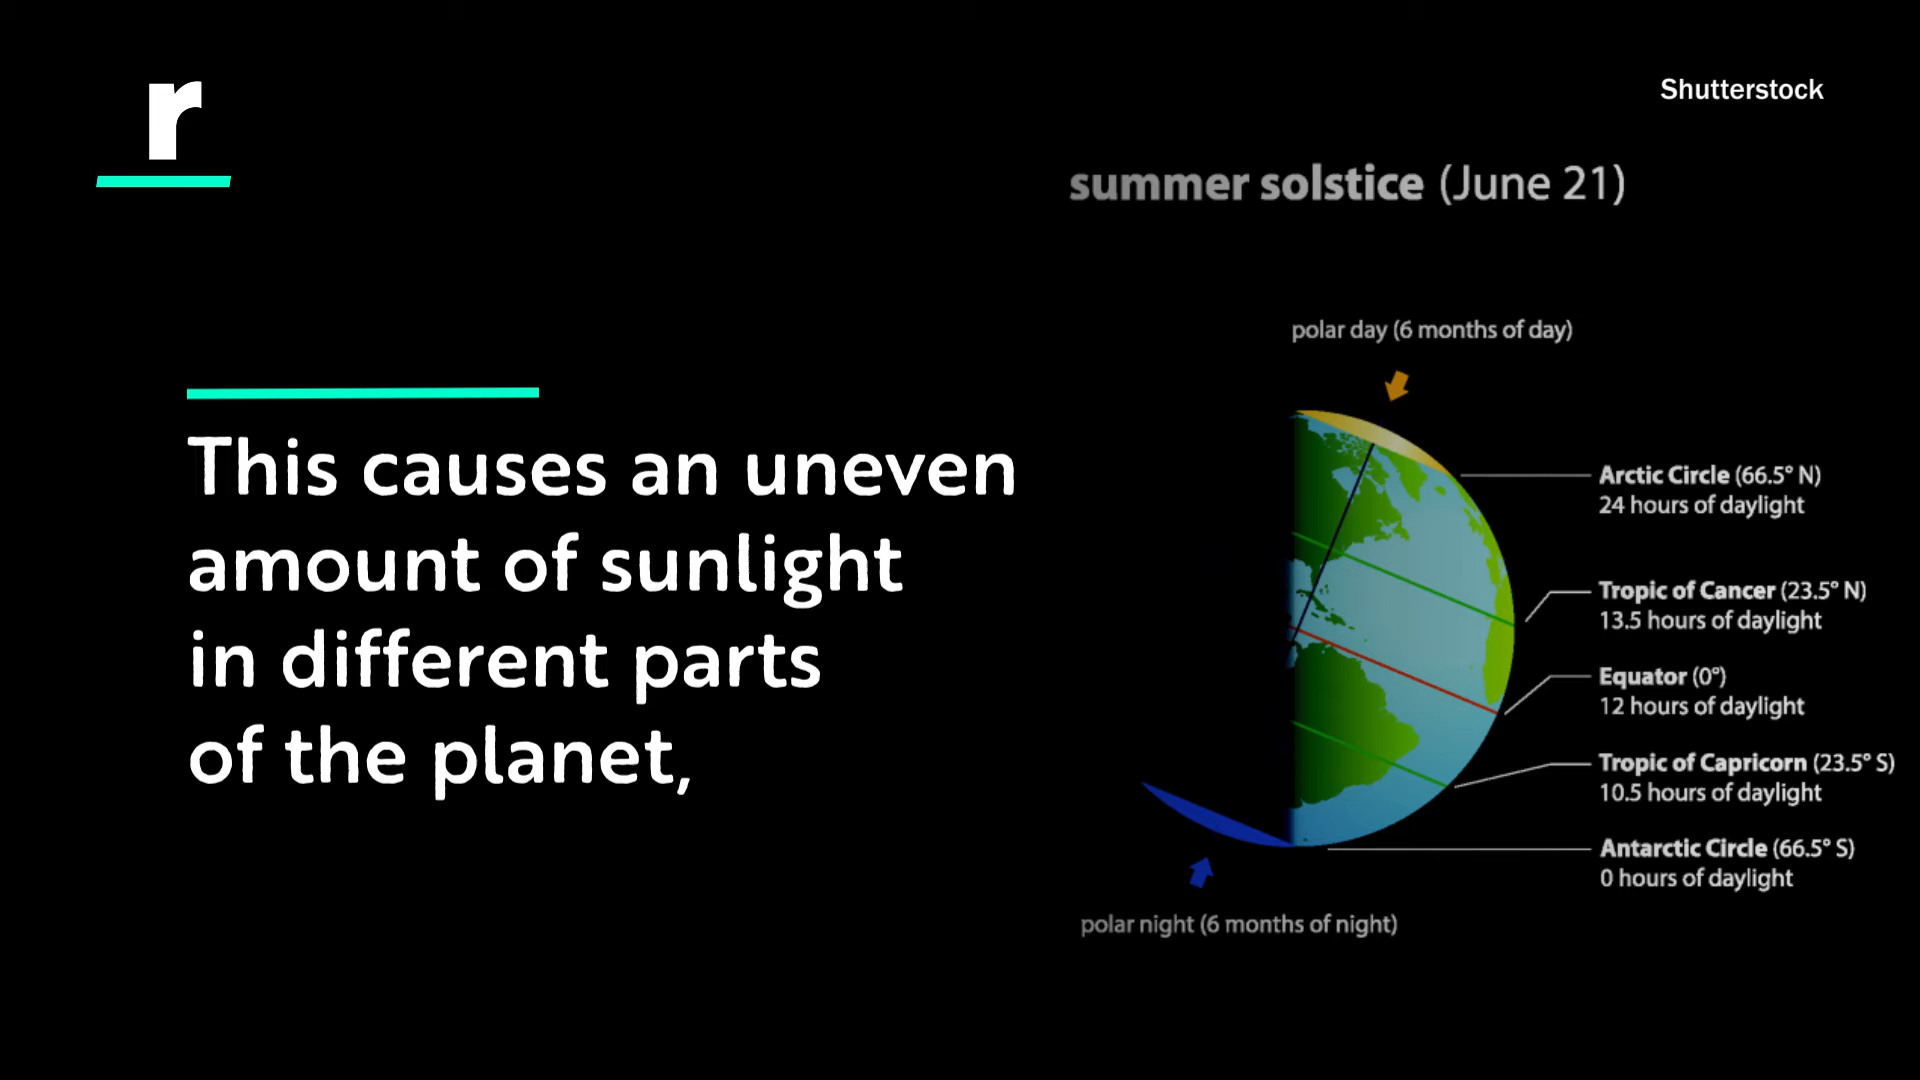 r
Shutterstock
summer solstice (June 21)
This causes an uneven
amount of sunlight
in different parts
of the planet,
polar day (6 months of day)
Arctic Circle (66.5° N)
24 hours of daylight
Tropic of Cancer (23.5° N)
13.5 hours of daylight
Equator (0°)
12 hours of daylight
Tropic of Capricorn (23.5° S)
10.5 hours of daylight
Antarctic Circle (66.5° S)
0 hours of daylight
polar night (6 months of night)